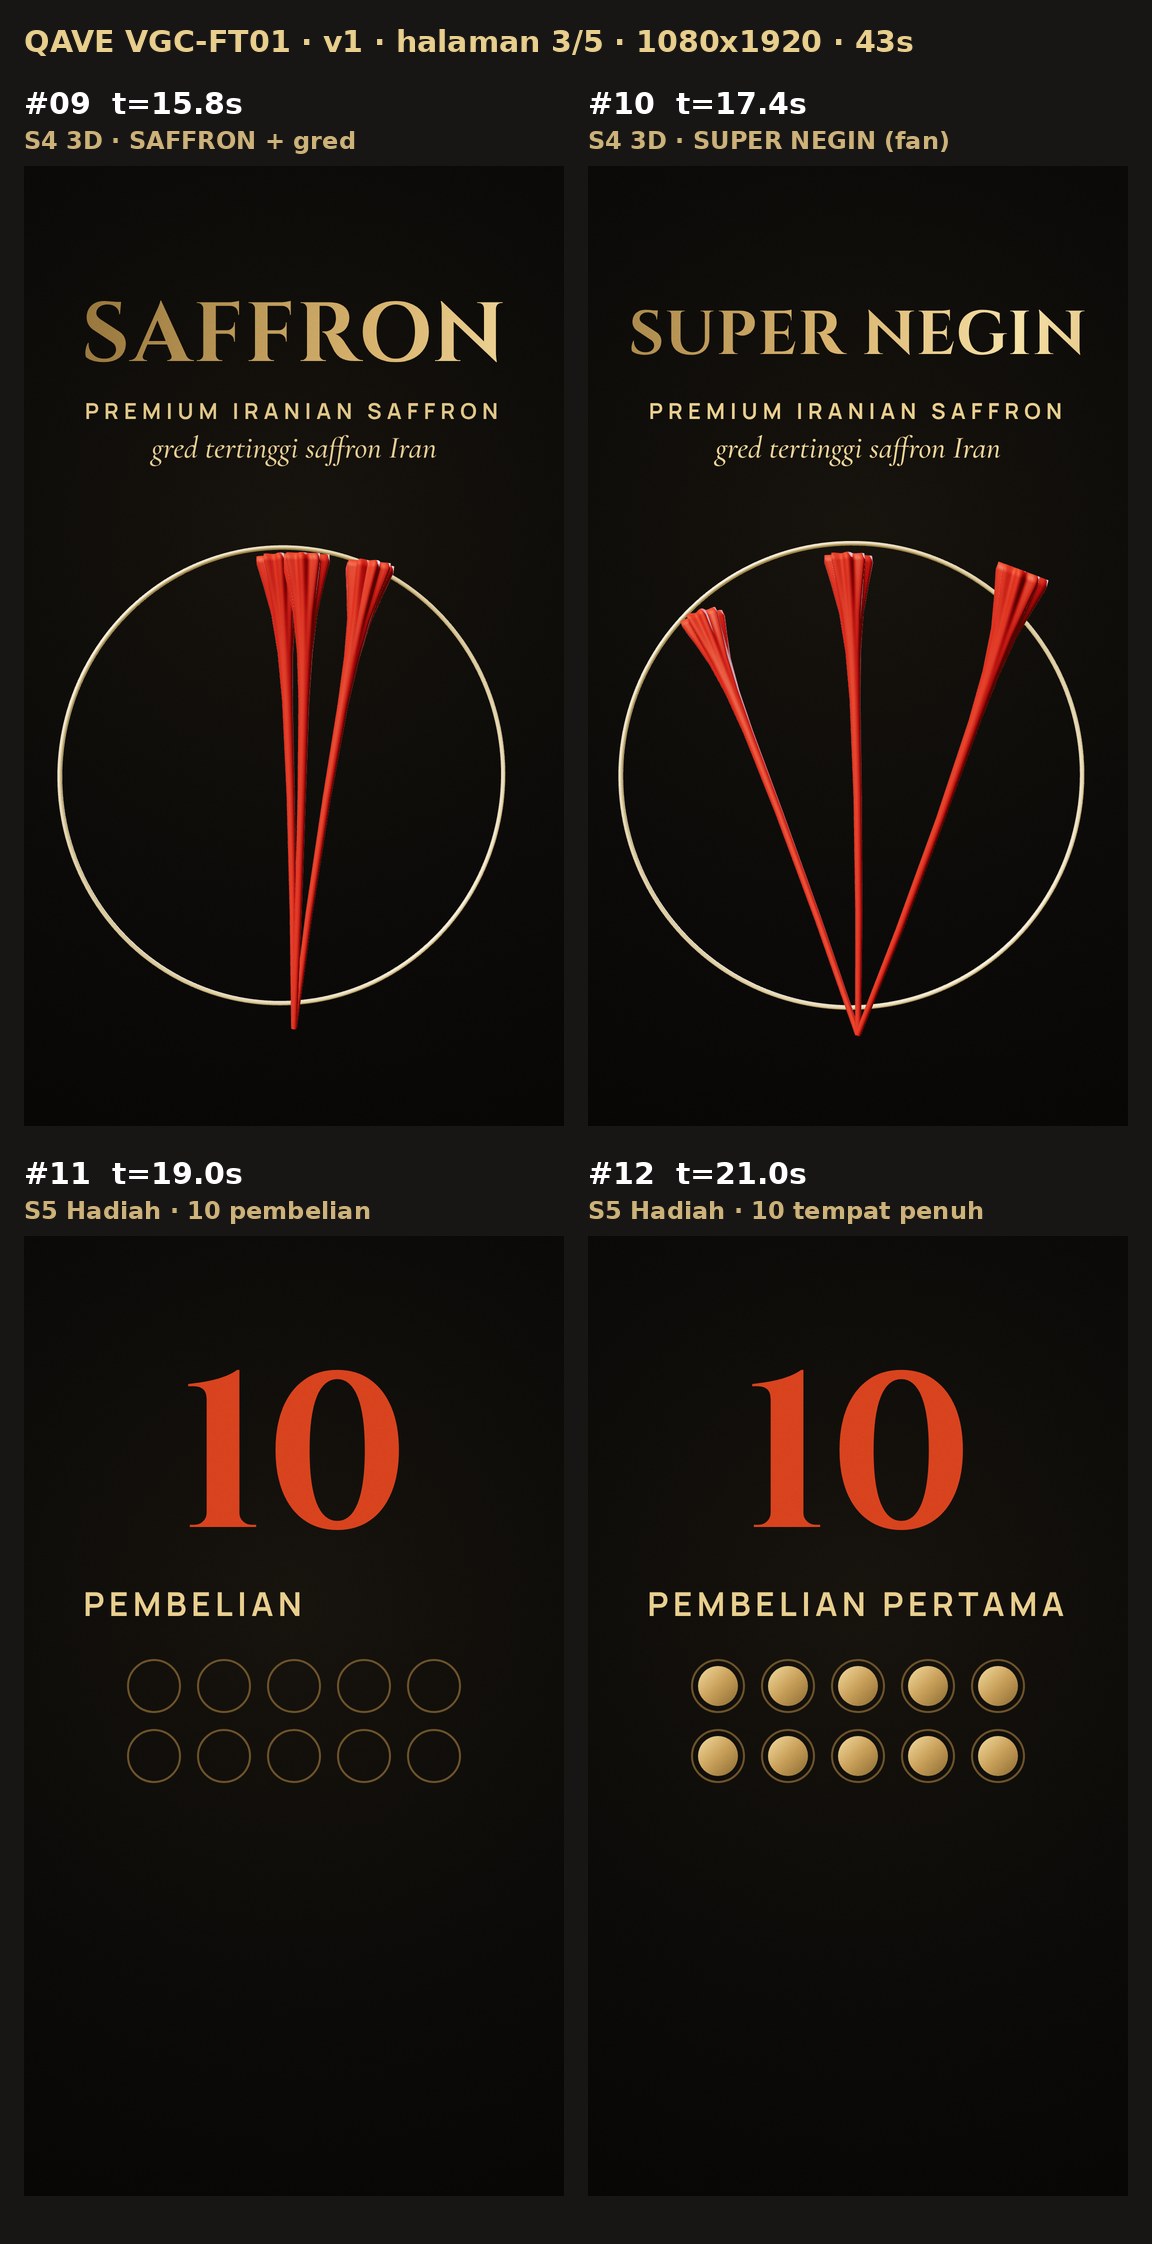 QAVE VGC-FT01 · v1 · halaman 3/5 · 1080x1920 · 43s
#09 t=15.8s
S4 3D · SAFFRON + gred
SAFFRON
PREMIUM IRANIAN SAFFRON
gred tertinggi saffron Iran
#10 t=17.4s
S4 3D · SUPER NEGIN (fan)
SUPER NEGIN
PREMIUM IRANIAN SAFFRON
gred tertinggi saffron Iran
#11 t=19.0s
S5 Hadiah · 10 pembelian
10
PEMBELIAN
#12 t=21.0s
S5 Hadiah · 10 tempat penuh
10
PEMBELIAN PERTAMA